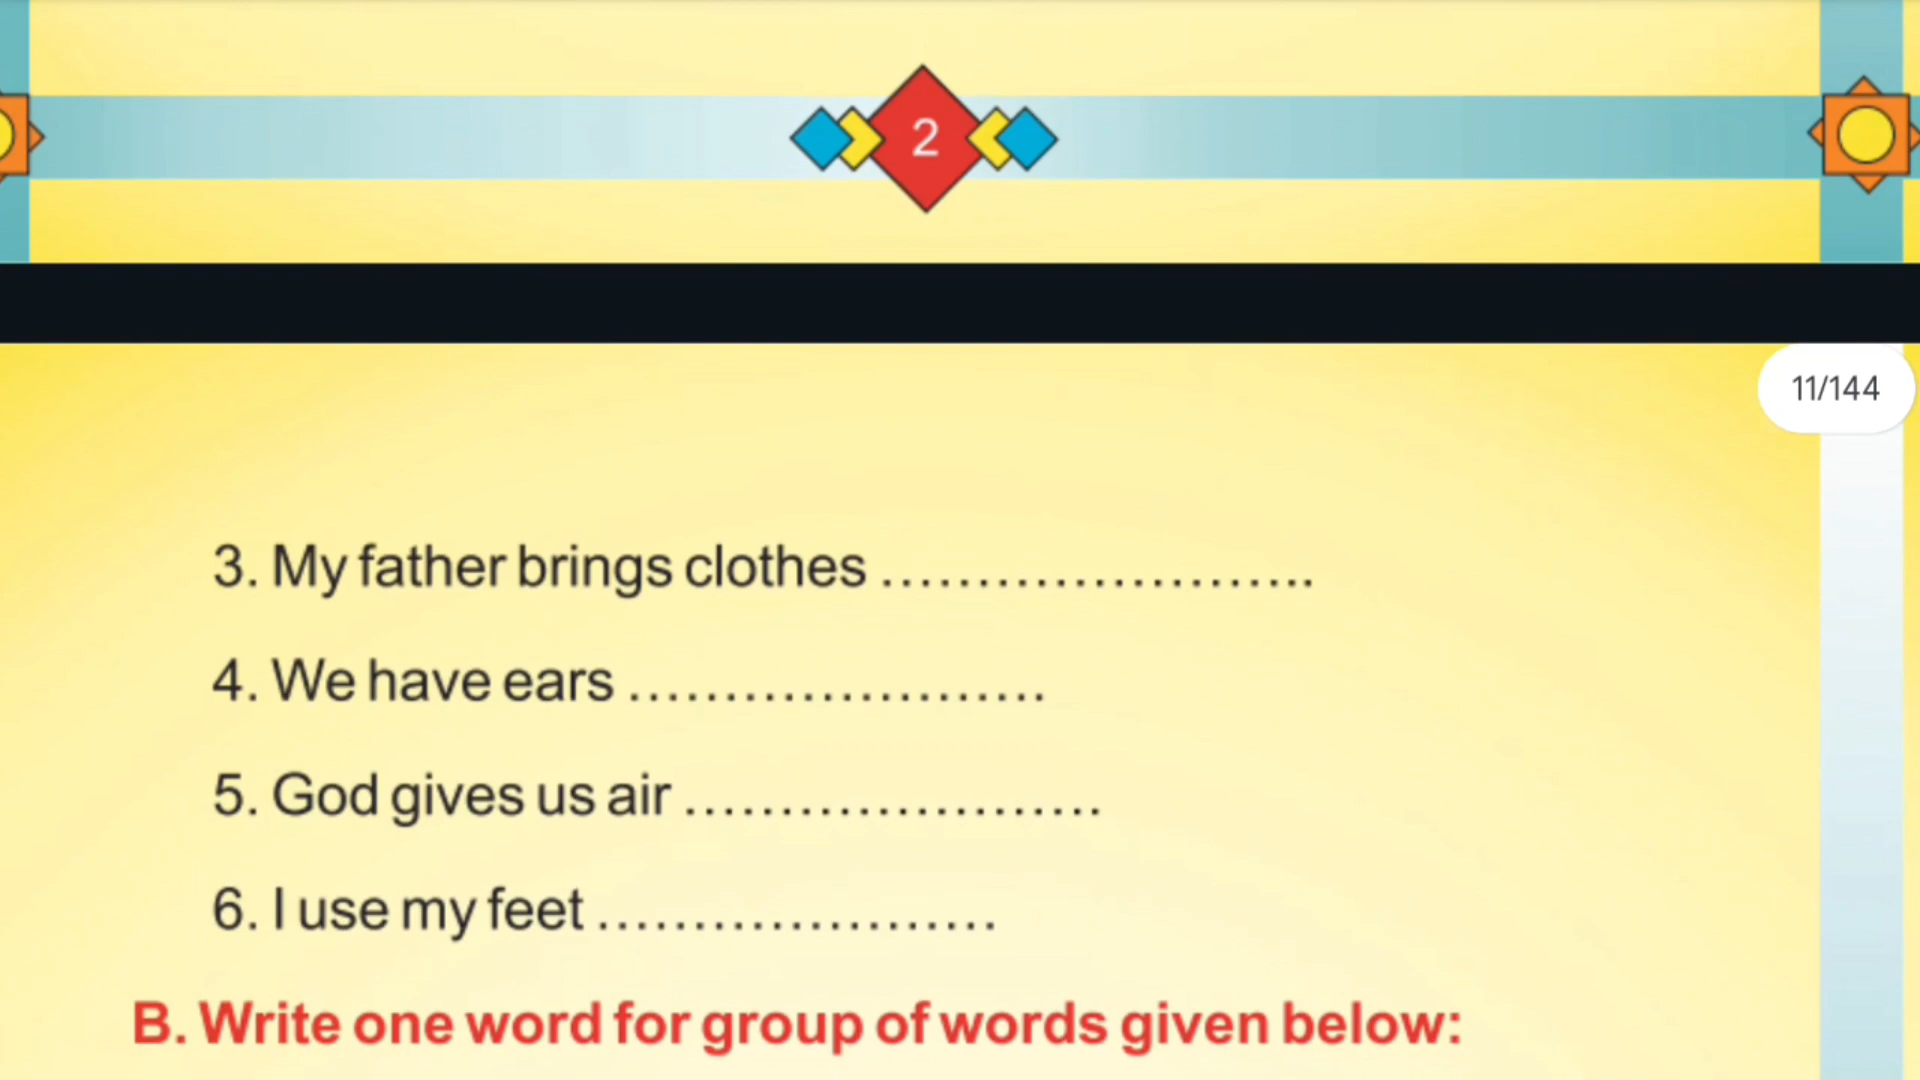 2
11/144
3. My father brings clothes ........................
4. We have ears ......................
5. God gives us air ......................
6. I use my feet .....................
B. Write one word for group of words given below: